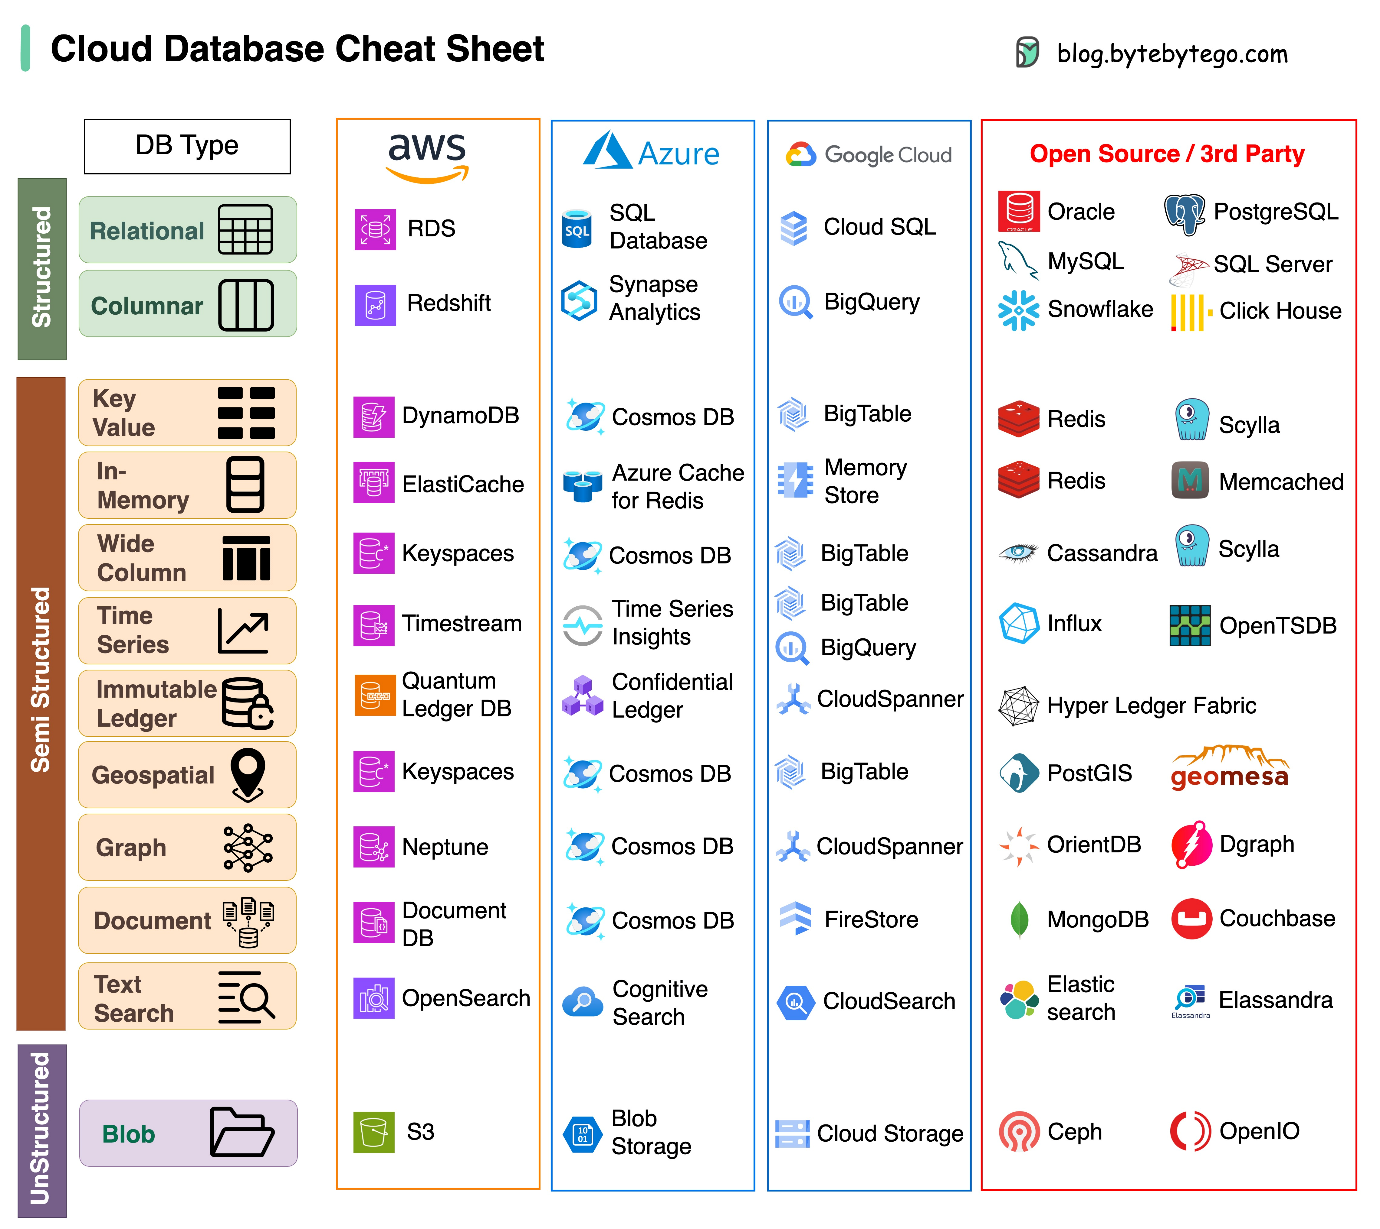 Cloud Database Cheat Sheet
blog.bytebytego.com
DB Type
aws
Azure
Google Cloud
Open Source / 3rd Party
Structured
Relational
RDS
SQL
Database
Cloud SQL
ORACLE
Oracle
PostgreSQL
MySQL
SQL Server
Columnar
Redshift
Synapse
Analytics
BigQuery
Snowflake
Click House
Semi Structured
Key
Value
DynamoDB
Cosmos DB
BigTable
Redis
Scylla
In-
Memory
ElastiCache
Azure Cache
for Redis
Memory
Store
Redis
Memcached
Wide
Column
Keyspaces
Cosmos DB
BigTable
Cassandra
Scylla
Time
Series
Timestream
Time Series
Insights
BigTable
BigQuery
Influx
OpenTSDB
Immutable
Ledger
Quantum
Ledger DB
Confidential
Ledger
CloudSpanner
Hyper Ledger Fabric
Geospatial
Keyspaces
Cosmos DB
BigTable
PostGIS
geomesa
Graph
Neptune
Cosmos DB
CloudSpanner
OrientDB
Dgraph
Document
Document
DB
Cosmos DB
FireStore
MongoDB
Couchbase
Text
Search
OpenSearch
Cognitive
Search
CloudSearch
Elastic
search
Elassandra
Elassandra
UnStructured
Blob
S3
10
01
Blob
Storage
Cloud Storage
Ceph
OpenIO